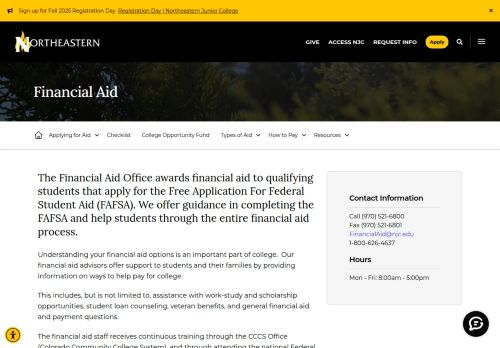 Sign up for Fall 2025 Registration Day  Registration Day | Northeastern Junior College
×
NORTHEASTERN
GIVE
ACCESS NJC
REQUEST INFO
Apply
Financial Aid
Applying for Aid
Checklist
College Opportunity Fund
Types of Aid
How to Pay
Resources
The Financial Aid Office awards financial aid to qualifying
students that apply for the Free Application For Federal
Student Aid (FAFSA). We offer guidance in completing the
FAFSA and help students through the entire financial aid
process.
Understanding your financial aid options is an important part of college.  Our
financial aid advisors offer support to students and their families by providing
information on ways to help pay for college.
This includes, but is not limited to, assistance with work-study and scholarship
opportunities, student loan counseling, veteran benefits, and general financial aid
and payment questions.
The financial aid staff receives continuous training through the CCCS Office
(Colorado Community College System), and through attending the national Federal
Contact Information
Call (970) 521-6800
Fax (970) 521-6801
FinancialAid@njc.edu
1-800-626-4637
Hours
Mon - Fri: 8:00am - 5:00pm